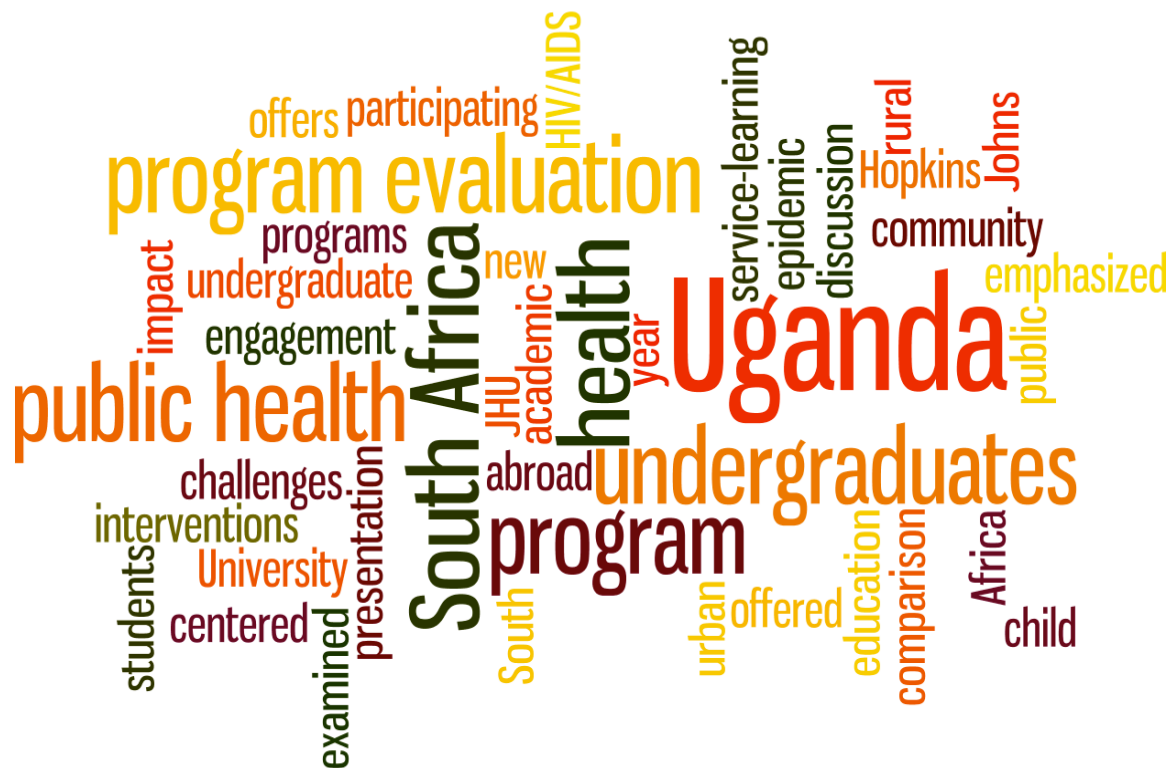 HIV/AIDS
offers
participating
program evaluation
service-learning
epidemic
discussion
rural
Hopkins
Johns
community
programs
impact
undergraduate
engagement
South Africa
new
health
academic
JHU
year
Uganda
emphasized
public
public health
challenges
presentation
abroad
undergraduates
interventions
program
students
University
centered
examined
South
urban
offered
education
comparison
Africa
child